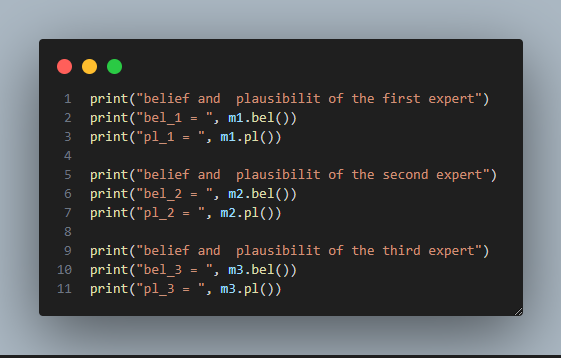 1 print("belief and  plausibilit of the first expert")
2 print("bel_1 = ", m1.bel())
3 print("pl_1 = ", m1.pl())
4
5 print("belief and  plausibilit of the second expert")
6 print("bel_2 = ", m2.bel())
7 print("pl_2 = ", m2.pl())
8
9 print("belief and  plausibilit of the third expert")
10 print("bel_3 = ", m3.bel())
11 print("pl_3 = ", m3.pl())